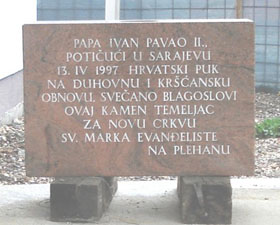 PAPA IVAN PAVAO II.,
POTIČUĆI U SARAJEVU
13. IV 1997. HRVATSKI PUK
NA DUHOVNU I KRŠĆANSKU
OBNOVU, SVEČANO BLAGOSLOVI
OVAJ KAMEN TEMELJAC
ZA NOVU CRKVU
SV. MARKA EVANĐELISTE
NA PLEHANU